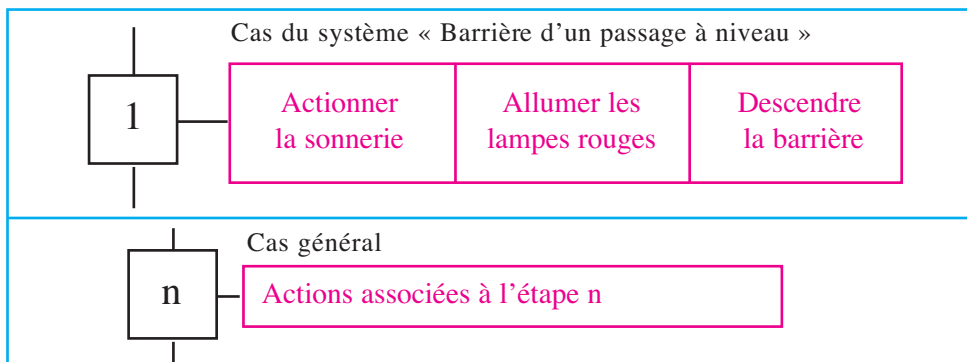 Cas du système « Barrière d'un passage à niveau »
1
Actionner la sonnerie
Allumer les lampes rouges
Descendre la barrière
Cas général
n
Actions associées à l'étape n